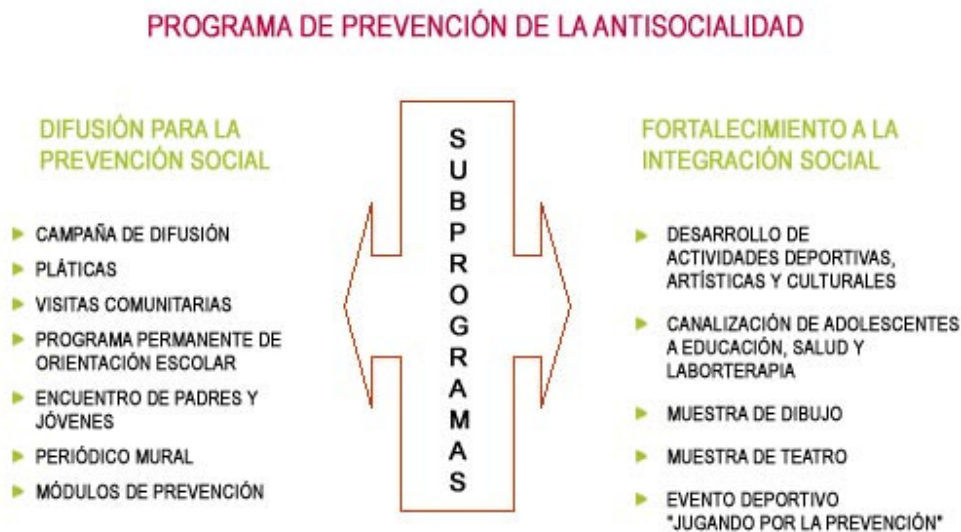 PROGRAMA DE PREVENCIÓN DE LA ANTISOCIALIDAD
DIFUSIÓN PARA LA
PREVENCIÓN SOCIAL
CAMPAÑA DE DIFUSIÓN
PLÁTICAS
VISITAS COMUNITARIAS
PROGRAMA PERMANENTE DE
ORIENTACIÓN ESCOLAR
ENCUENTRO DE PADRES Y
JÓVENES
PERIÓDICO MURAL
MÓDULOS DE PREVENCIÓN
SUBPROGRAMAS
FORTALECIMIENTO A LA
INTEGRACIÓN SOCIAL
DESARROLLO DE
ACTIVIDADES DEPORTIVAS,
ARTÍSTICAS Y CULTURALES
CANALIZACIÓN DE ADOLESCENTES
A EDUCACIÓN, SALUD Y
LABORTERAPIA
MUESTRA DE DIBUJO
MUESTRA DE TEATRO
EVENTO DEPORTIVO
"JUGANDO POR LA PREVENCIÓN"